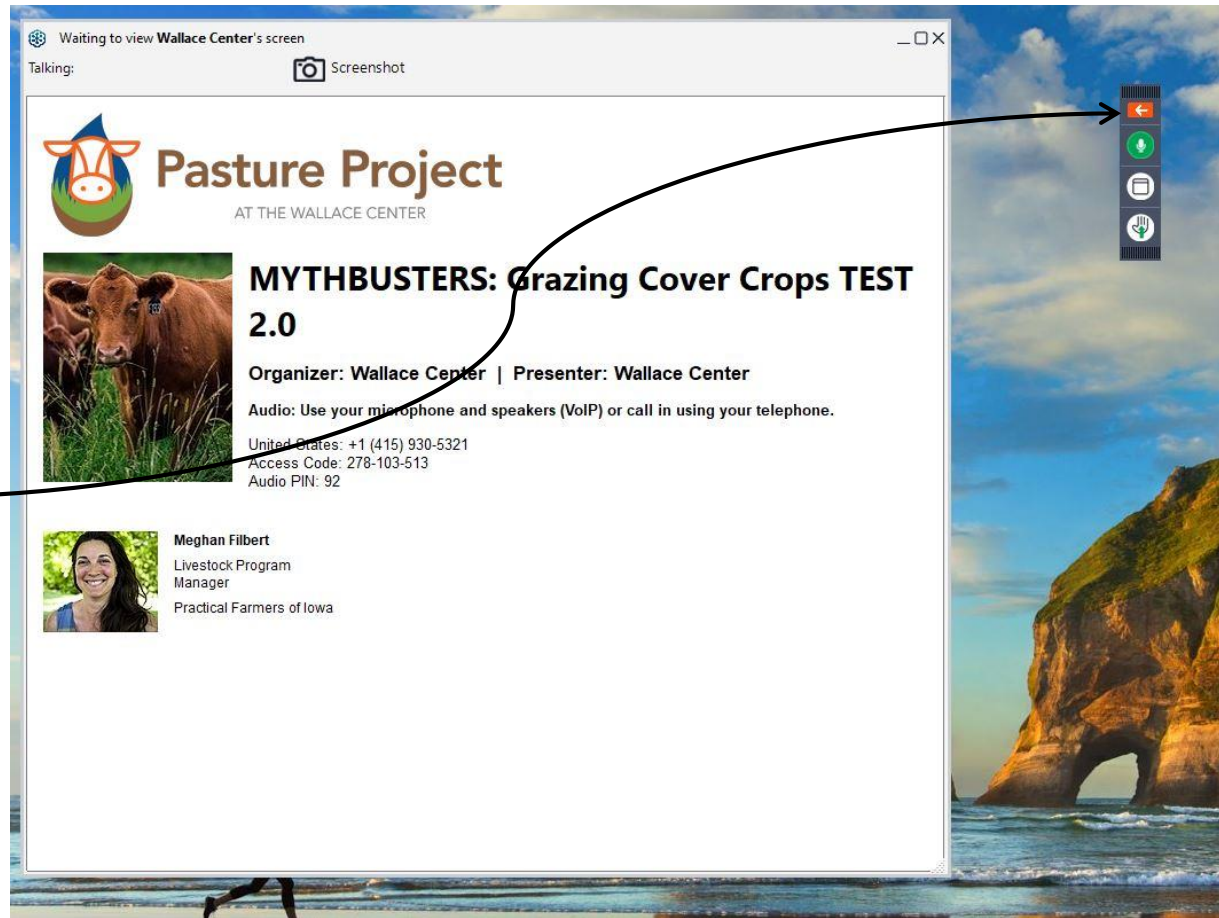 Waiting to view Wallace Center's screen
Talking:
Screenshot
Pasture Project
AT THE WALLACE CENTER
MYTHBUSTERS: Grazing Cover Crops TEST
2.0
Organizer: Wallace Center | Presenter: Wallace Center
Audio: Use your microphone and speakers (VoIP) or call in using your telephone.
United States: +1 (415) 930-5321
Access Code: 278-103-513
Audio PIN: 92
Meghan Filbert
Livestock Program
Manager
Practical Farmers of Iowa